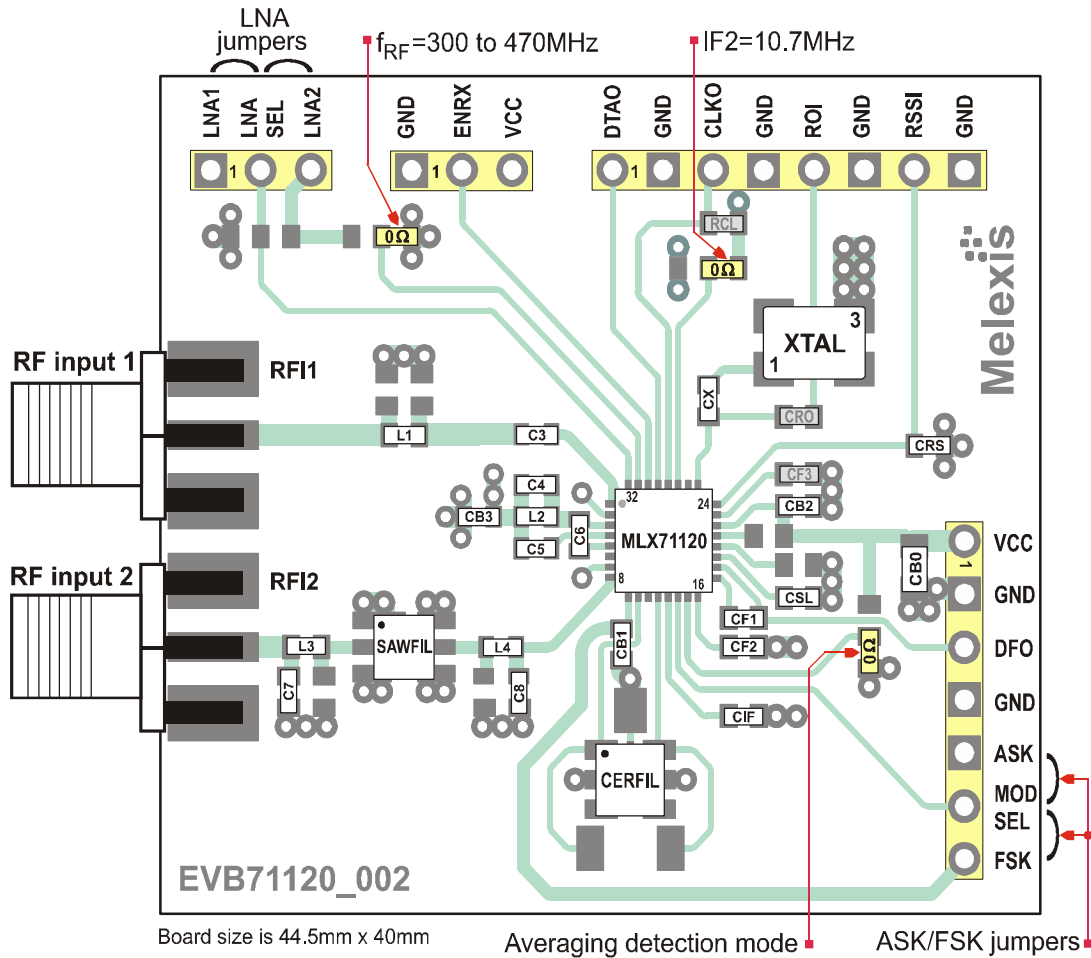 LNA
jumpers
fRF=300 to 470MHz
IF2=10.7MHz
LNA1
LNA
SEL
LNA2
GND
ENRX
VCC
DTAO
GND
CLKO
GND
ROI
GND
RSSI
GND
1
1
1
RCL
0Ω
0Ω
Melexis
3
XTAL
1
RF input 1
RFI1
CX
CRO
L1
C3
CRS
C4
CF3
32
24
CB3
L2
C6
MLX71120
CB2
C5
8
16
CSL
CB0
VCC
1
GND
RF input 2
RFI2
CF1
L3
SAWFIL
L4
CB1
CF2
0Ω
DFO
C7
C8
GND
CIF
ASK
CERFIL
MOD
SEL
FSK
EVB71120_002
Board size is 44.5mm x 40mm
Averaging detection mode
ASK/FSK jumpers